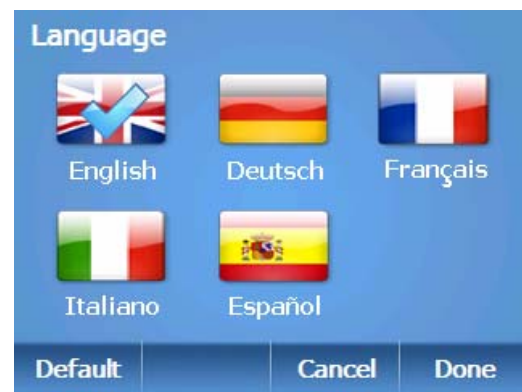 Language
English Deutsch Français
Italiano Español
Default Cancel Done